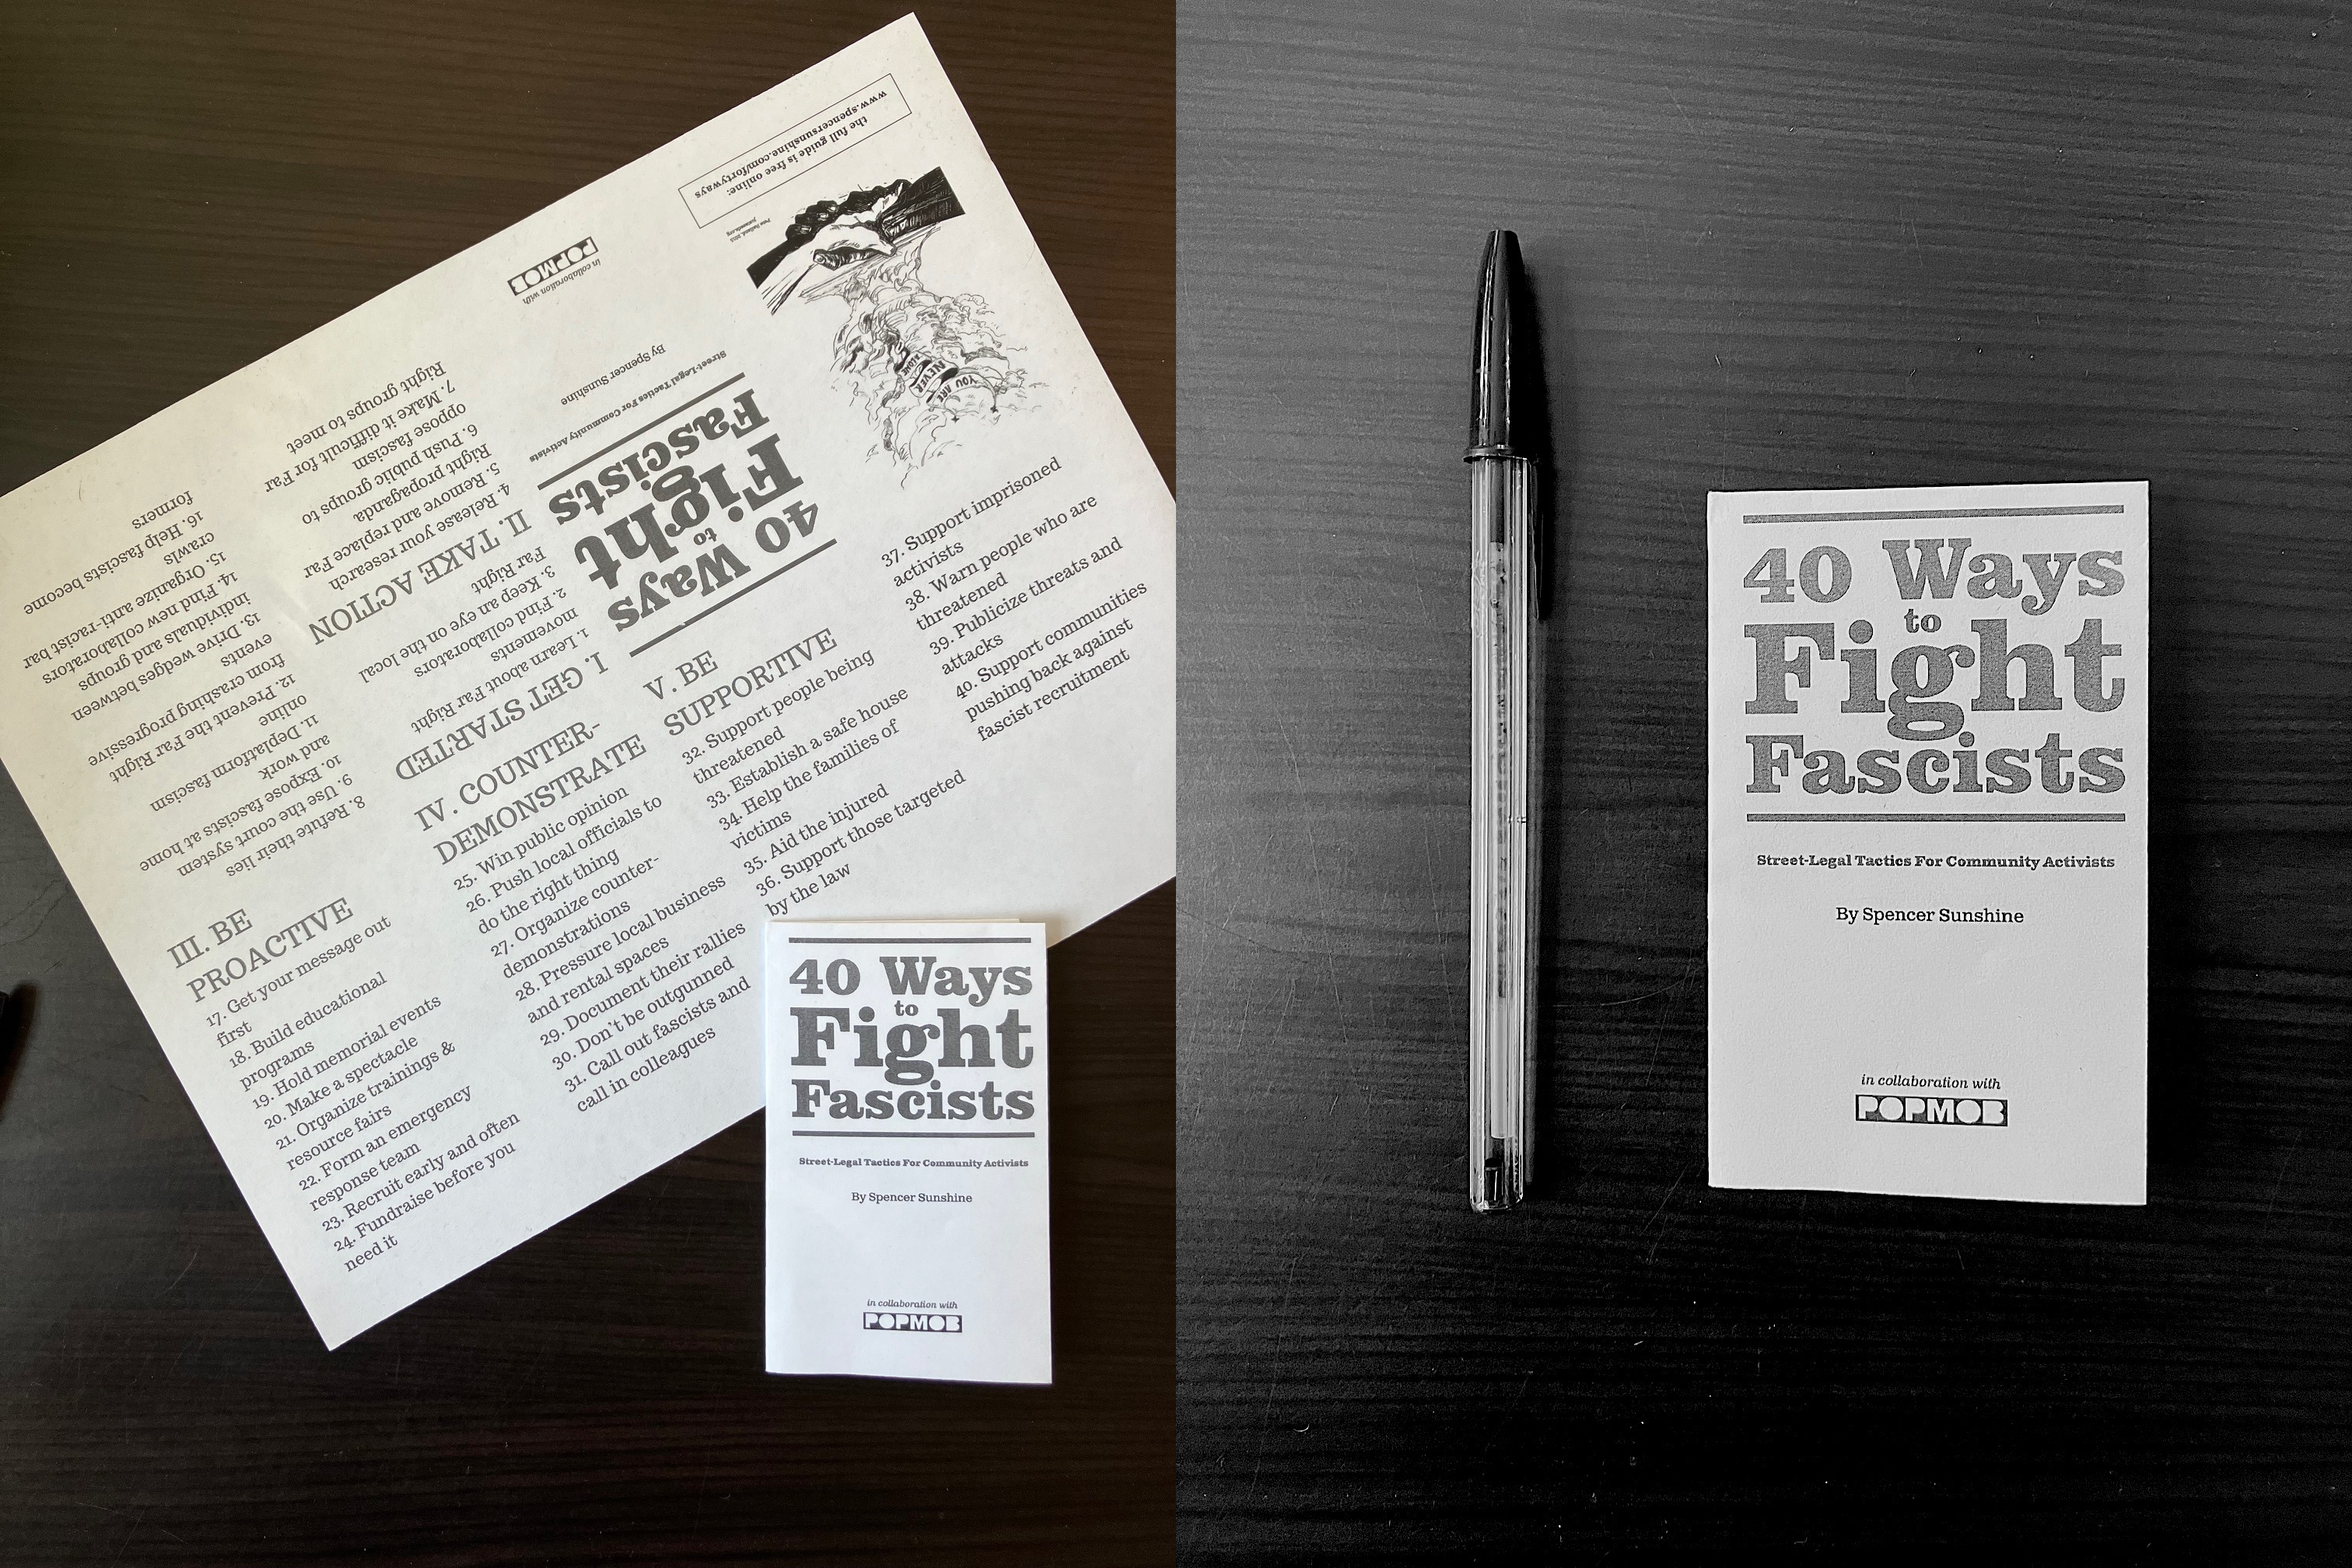 the full guide is free online:
www.spencersunshine.com/fortyways
YOU ARE
NEVER
ALONE
in collaboration with
POPMOB
40 Ways
to
Fight
Fascists
Street-Legal Tactics For Community Activists
By Spencer Sunshine
I. GET STARTED
1. Learn about Far Right
movements
2. Find collaborators
3. Keep an eye on the local
Far Right
II. TAKE ACTION
4. Release your research
5. Remove and replace Far
Right propaganda
6. Push public groups to
oppose fascism
7. Make it difficult for Far
Right groups to meet
8. Refute their lies
9. Use the court system
10. Expose fascists at home
and work
11. Deplatform fascism
online
12. Prevent the Far Right
from crashing progressive
events
13. Drive wedges between
individuals and groups
14. Find new collaborators
15. Organize anti-racist bar
crawls
16. Help fascists become
formers
III. BE
PROACTIVE
17. Get your message out
first
18. Build educational
programs
19. Hold memorial events
20. Make a spectacle
21. Organize trainings &
resource fairs
22. Form an emergency
response team
23. Recruit early and often
24. Fundraise before you
need it
IV. COUNTER-
DEMONSTRATE
25. Win public opinion
26. Push local officials to
do the right thing
27. Organize counter-
demonstrations
28. Pressure local business
and rental spaces
29. Document their rallies
30. Don't be outgunned
31. Call out fascists and
call in colleagues
V. BE
SUPPORTIVE
32. Support people being
threatened
33. Establish a safe house
34. Help the families of
victims
35. Aid the injured
36. Support those targeted
by the law
37. Support imprisoned
activists
38. Warn people who are
threatened
39. Publicize threats and
attacks
40. Support communities
pushing back against
fascist recruitment
40 Ways
to
Fight
Fascists
Street-Legal Tactics For Community Activists
By Spencer Sunshine
in collaboration with
POPMOB
40 Ways
to
Fight
Fascists
Street-Legal Tactics For Community Activists
By Spencer Sunshine
in collaboration with
POPMOB